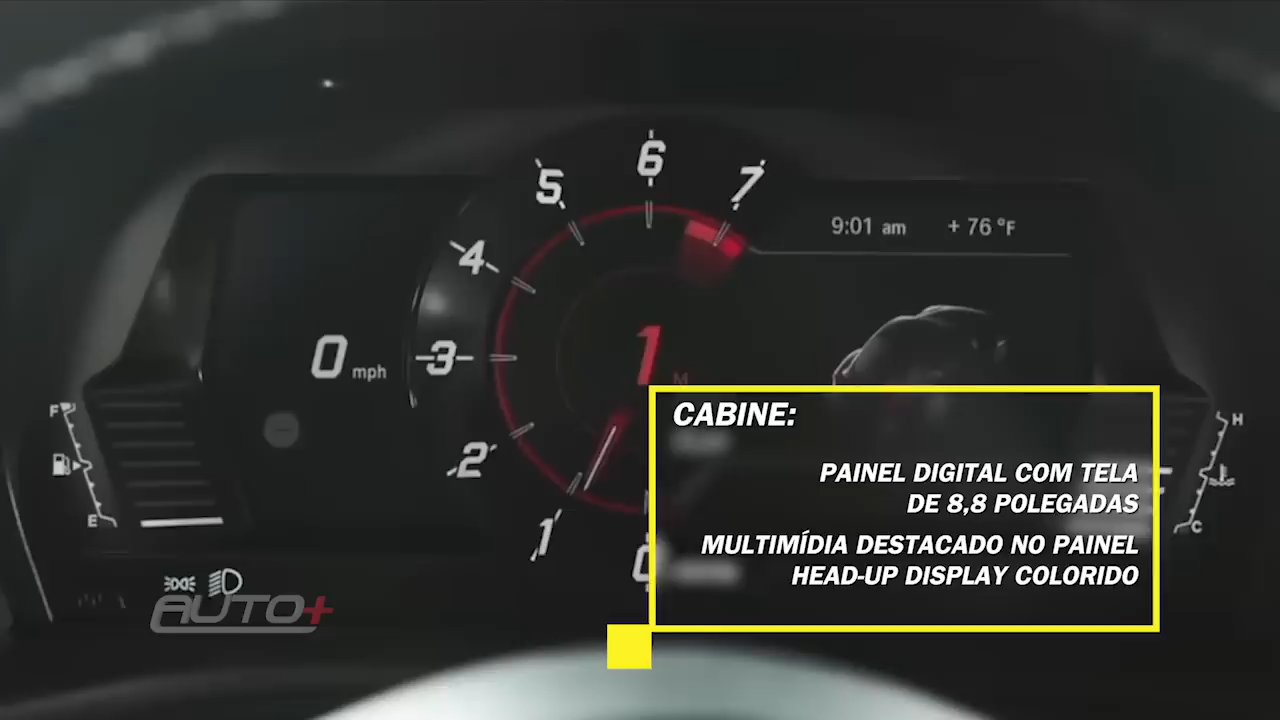 6
5
7
9:01 am +76 °F
4
0 mph
3
1
M
F
H
2
E
C
1
0
CABINE:
PAINEL DIGITAL COM TELA
DE 8,8 POLEGADAS
MULTIMÍDIA DESTACADO NO PAINEL
HEAD-UP DISPLAY COLORIDO
AUTO+